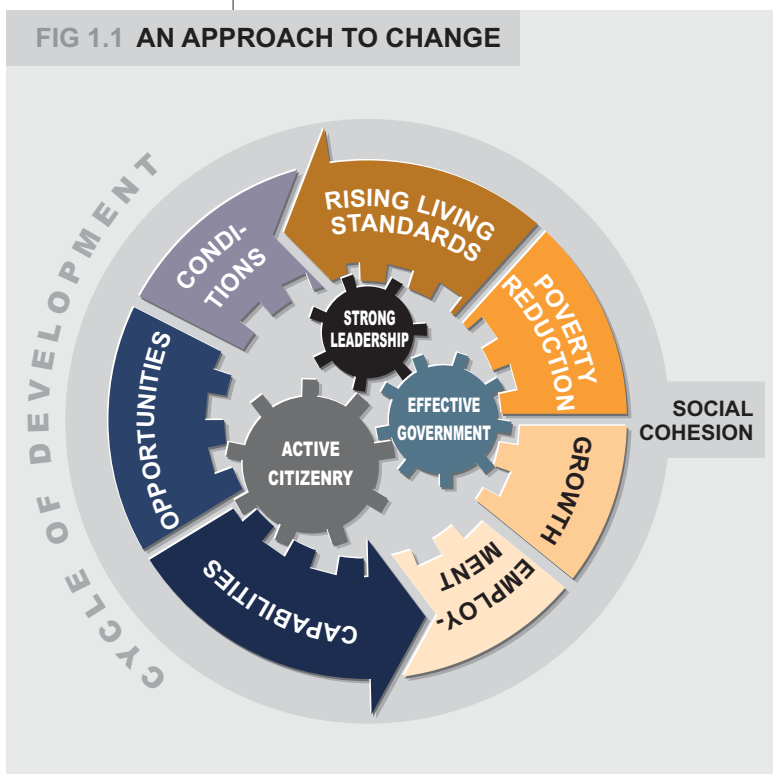 FIG 1.1 AN APPROACH TO CHANGE
CYCLE OF DEVELOPMENT
RISING LIVING
STANDARDS
POVERTY
REDUCTION
GROWTH
EMPLOY-
MENT
CAPABILITIES
OPPORTUNITIES
CONDI-
TIONS
STRONG
LEADERSHIP
EFFECTIVE
GOVERNMENT
ACTIVE
CITIZENRY
SOCIAL
COHESION